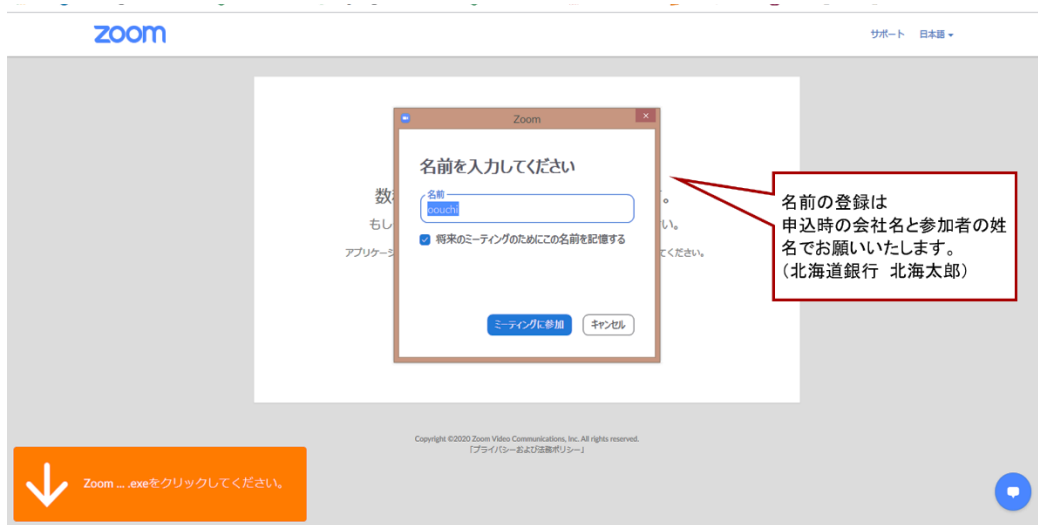 zoom
サポート 日本語
Zoom
名前を入力してください
名前
oouchi
将来のミーティングのためにこの名前を記憶する
ミーティングに参加 キャンセル
数
。
もし
い。
アプリケーシ
てください。
名前の登録は
申込時の会社名と参加者の姓
名でお願いいたします。
(北海道銀行 北海太郎)
Copyright ©2020 Zoom Video Communications, Inc. All rights reserved.
「プライバシーおよび法務ポリシー」
Zoom ... .exeをクリックしてください。